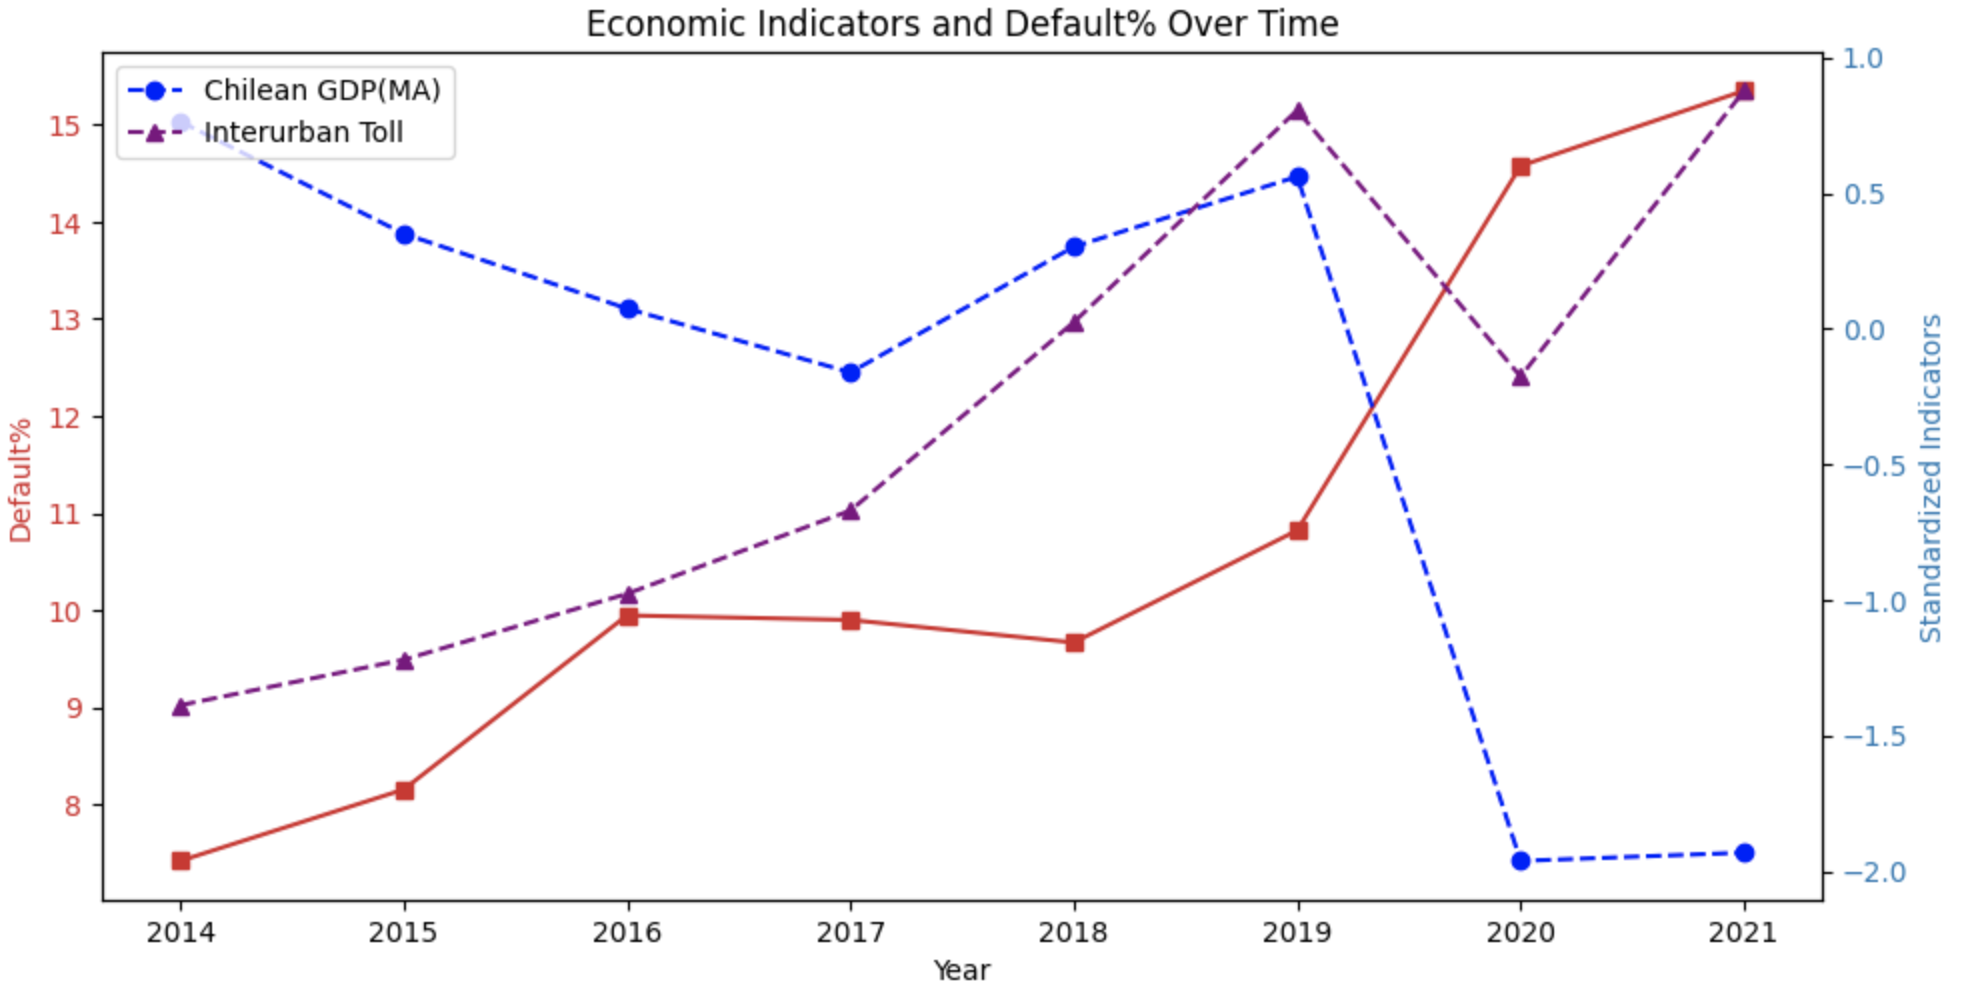 Economic Indicators and Default% Over Time
Chilean GDP(MA)
Interurban Toll
Default%
15
14
13
12
11
10
9
8
1.0
0.5
0.0
−0.5
−1.0
−1.5
−2.0
Standardized Indicators
2014 2015 2016 2017 2018 2019 2020 2021
Year